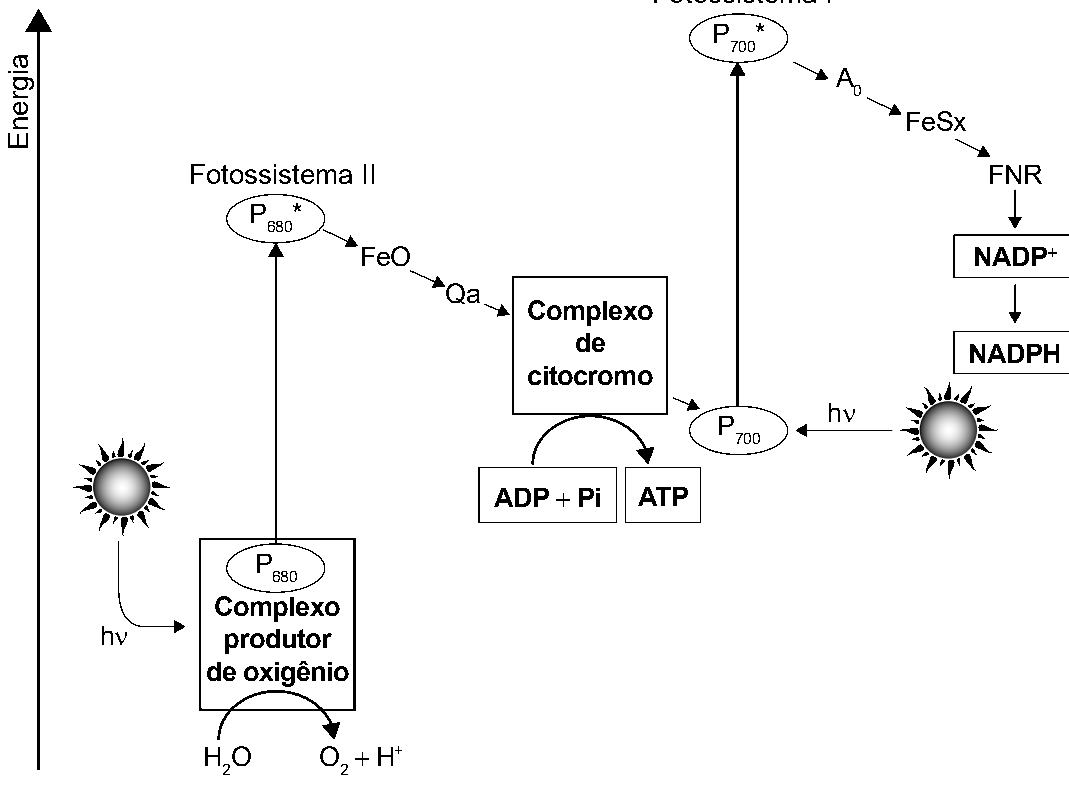 Fotossistema I
P700*
A0
FeSx
FNR
NADP+
NADPH
Energia
Fotossistema II
P680*
FeO
Qa
Complexo
de
citocromo
P700
hν
ADP + Pi
ATP
P680
Complexo
produtor
de oxigênio
hν
H2O
O2 + H+